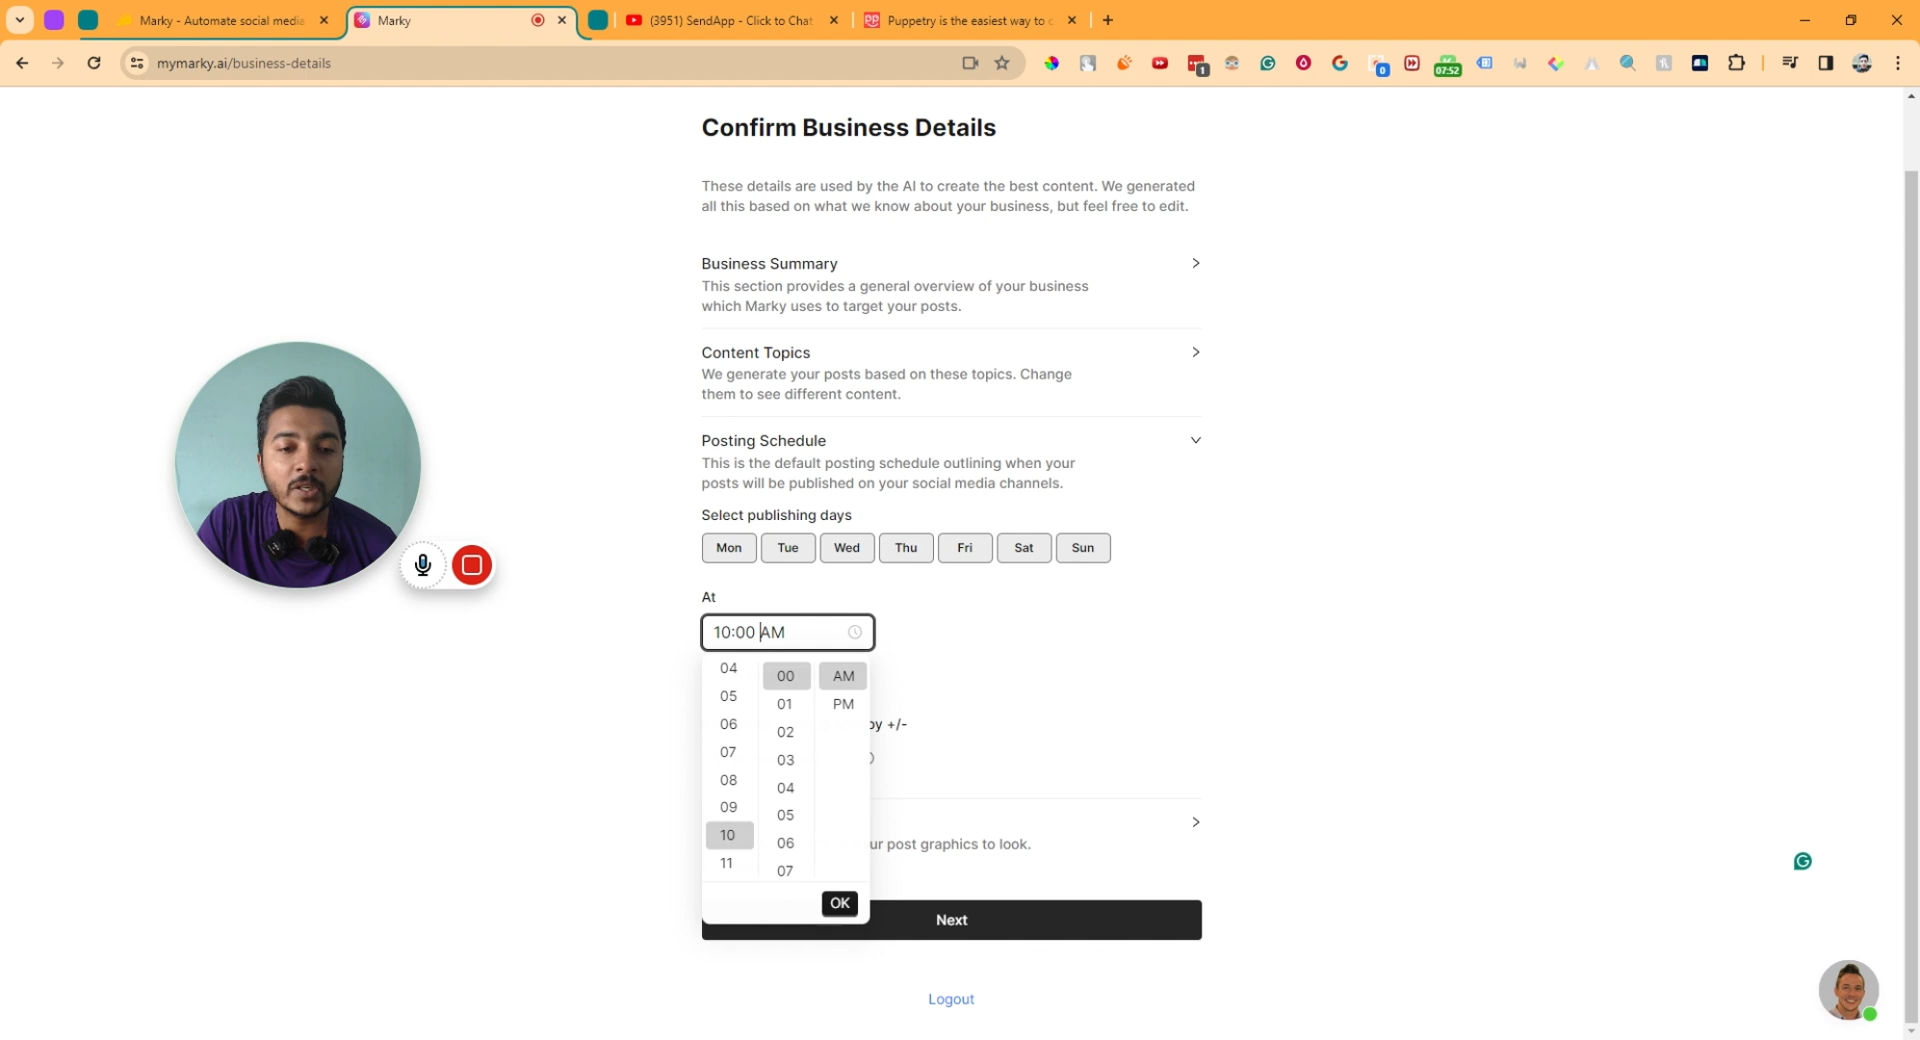 Marky - Automate social media
Marky
(3951) SendApp - Click to Chat
Puppetry is the easiest way to c
mymarky.ai/business-details
1
0
07:52
Confirm Business Details
These details are used by the AI to create the best content. We generated
all this based on what we know about your business, but feel free to edit.
Business Summary
This section provides a general overview of your business
which Marky uses to target your posts.
Content Topics
We generate your posts based on these topics. Change
them to see different content.
Posting Schedule
This is the default posting schedule outlining when your
posts will be published on your social media channels.
Select publishing days
Mon Tue Wed Thu Fri Sat Sun
At
10:00 AM
04 00 AM
05 01 PM
06 02
by +/-
07 03
08 04
09 05
10 06
ur post graphics to look.
11 07
OK
Next
Logout